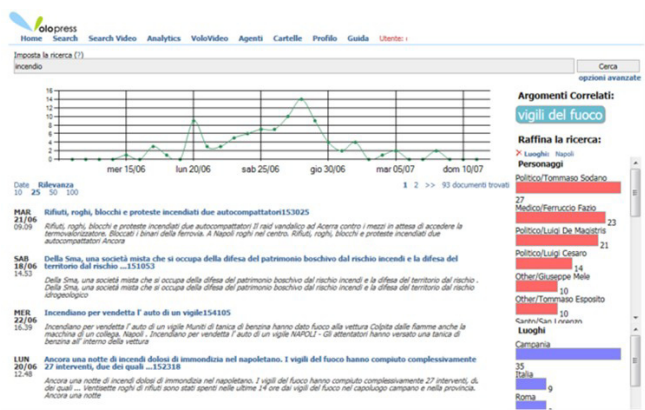 Volopress
Home Search Search Video Analytics VoloVideo Agenti Cartelle Profilo Guida Utente:
Imposta la ricerca (?)
incendio
Cerca
opzioni avanzate
16
14
12
10
8
6
4
2
0
mer 15/06 lun 20/06 sab 25/06 gio 30/06 mar 05/07 dom 10/07
Date Rilevanza
10 25 50 100
1 2 >> 93 documenti trovati
MAR
21/06
09.09
Rifiuti, roghi, blocchi e proteste incendiati due autocompattatori153025
Rifiuti, roghi, blocchi e proteste incendiati due autocompattatori Il raid vandalico ad Acerra contro i mezzi in attesa di accedere la
termovalorizzatore. Bloccati i binari della ferrovia. A Napoli roghi nel centro. Rifiuti, roghi, blocchi e proteste incendiati due
autocompattatori Ancora
SAB
18/06
14.53
Della Sma, una società mista che si occupa della difesa del patrimonio boschivo dal rischio incendi e la difesa del
territorio dal rischio ...151053
Della Sma, una società mista che si occupa della difesa del patrimonio boschivo dal rischio incendi e la difesa del territorio dal rischio .
Della Sma, una società mista che si occupa della difesa del patrimonio boschivo dal rischio incendi e la difesa del territorio dal rischio
idrogeologico
MER
22/06
16.39
Incendiano per vendetta l' auto di un vigile154105
Incendiano per vendetta l' auto di un vigile Muniti di tanica di benzina hanno dato fuoco alla vettura Colpita dalle fiamme anche la
macchina di un collega. Napoli . Incendiano per vendetta l' auto di un vigile NAPOLI - Gli attentatori hanno versato una tanica di
benzina all' interno della vettura
LUN
20/06
12.48
Ancora una notte di incendi dolosi di immondizia nel napoletano. I vigili del fuoco hanno compiuto complessivamente
27 interventi, due dei quali ...152318
Ancora una notte di incendi dolosi di immondizia nel napoletano. I vigili del fuoco hanno compiuto complessivamente 27 interventi, du
dei quali ... Ventisette roghi di rifiuti sono stati spenti nelle ultime 14 ore dai vigili del fuoco nel capoluogo campano e nella provincia.
Ancora una notte
Argomenti Correlati:
vigili del fuoco
Raffina la ricerca:
Luoghi: Napoli
Personaggi
Politico/Tommaso Sodano
27
Medico/Ferruccio Fazio
23
Politico/Luigi De Magistris
21
Politico/Luigi Cesaro
14
Other/Giuseppe Mele
10
Other/Tommaso Esposito
10
Santo/San Lorenzo
Luoghi
Campania
35
Italia
9
Roma